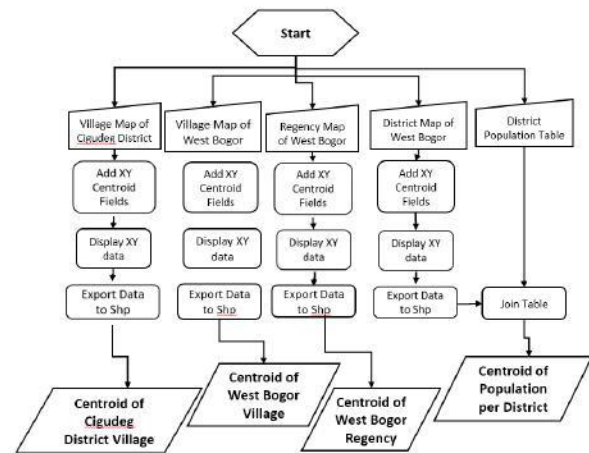 Start
Village Map of
Cigudeg District
Village Map of
West Bogor
Regency Map
of West Bogor
District Map of
West Bogor
District
Population Table
Add XY
Centroid
Fields
Add XY
Centroid
Fields
Add XY
Centroid
Fields
Add XY
Centroid
Fields
Display XY
data
Display XY
data
Display XY
data
Display XY
data
Export Data
to Shp
Export Data
to Shp
Export Data
to Shp
Export Data
to Shp
Join Table
Centroid of
Cigudeg
District Village
Centroid of
West Bogor
Village
Centroid of
West Bogor
Regency
Centroid of
Population
per District